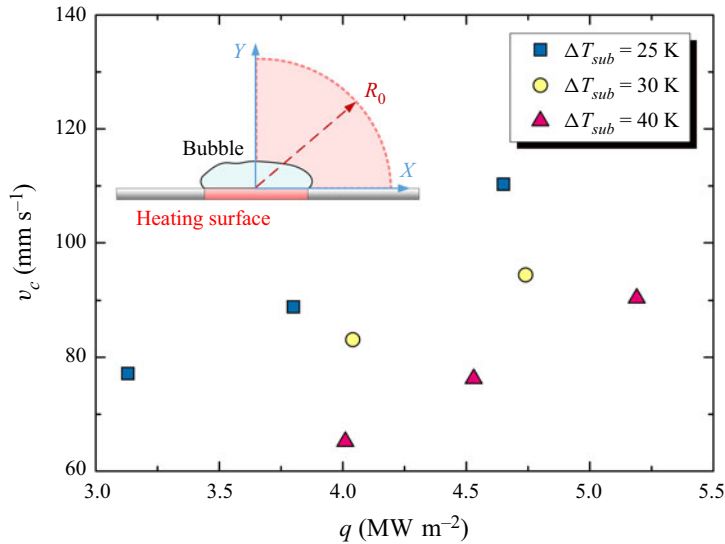 140
120
100
80
60
v_c (mm s⁻¹)
3.0 3.5 4.0 4.5 5.0 5.5
q (MW m⁻²)
ΔT_sub = 25 K
ΔT_sub = 30 K
ΔT_sub = 40 K
Y
R_0
Bubble
X
Heating surface